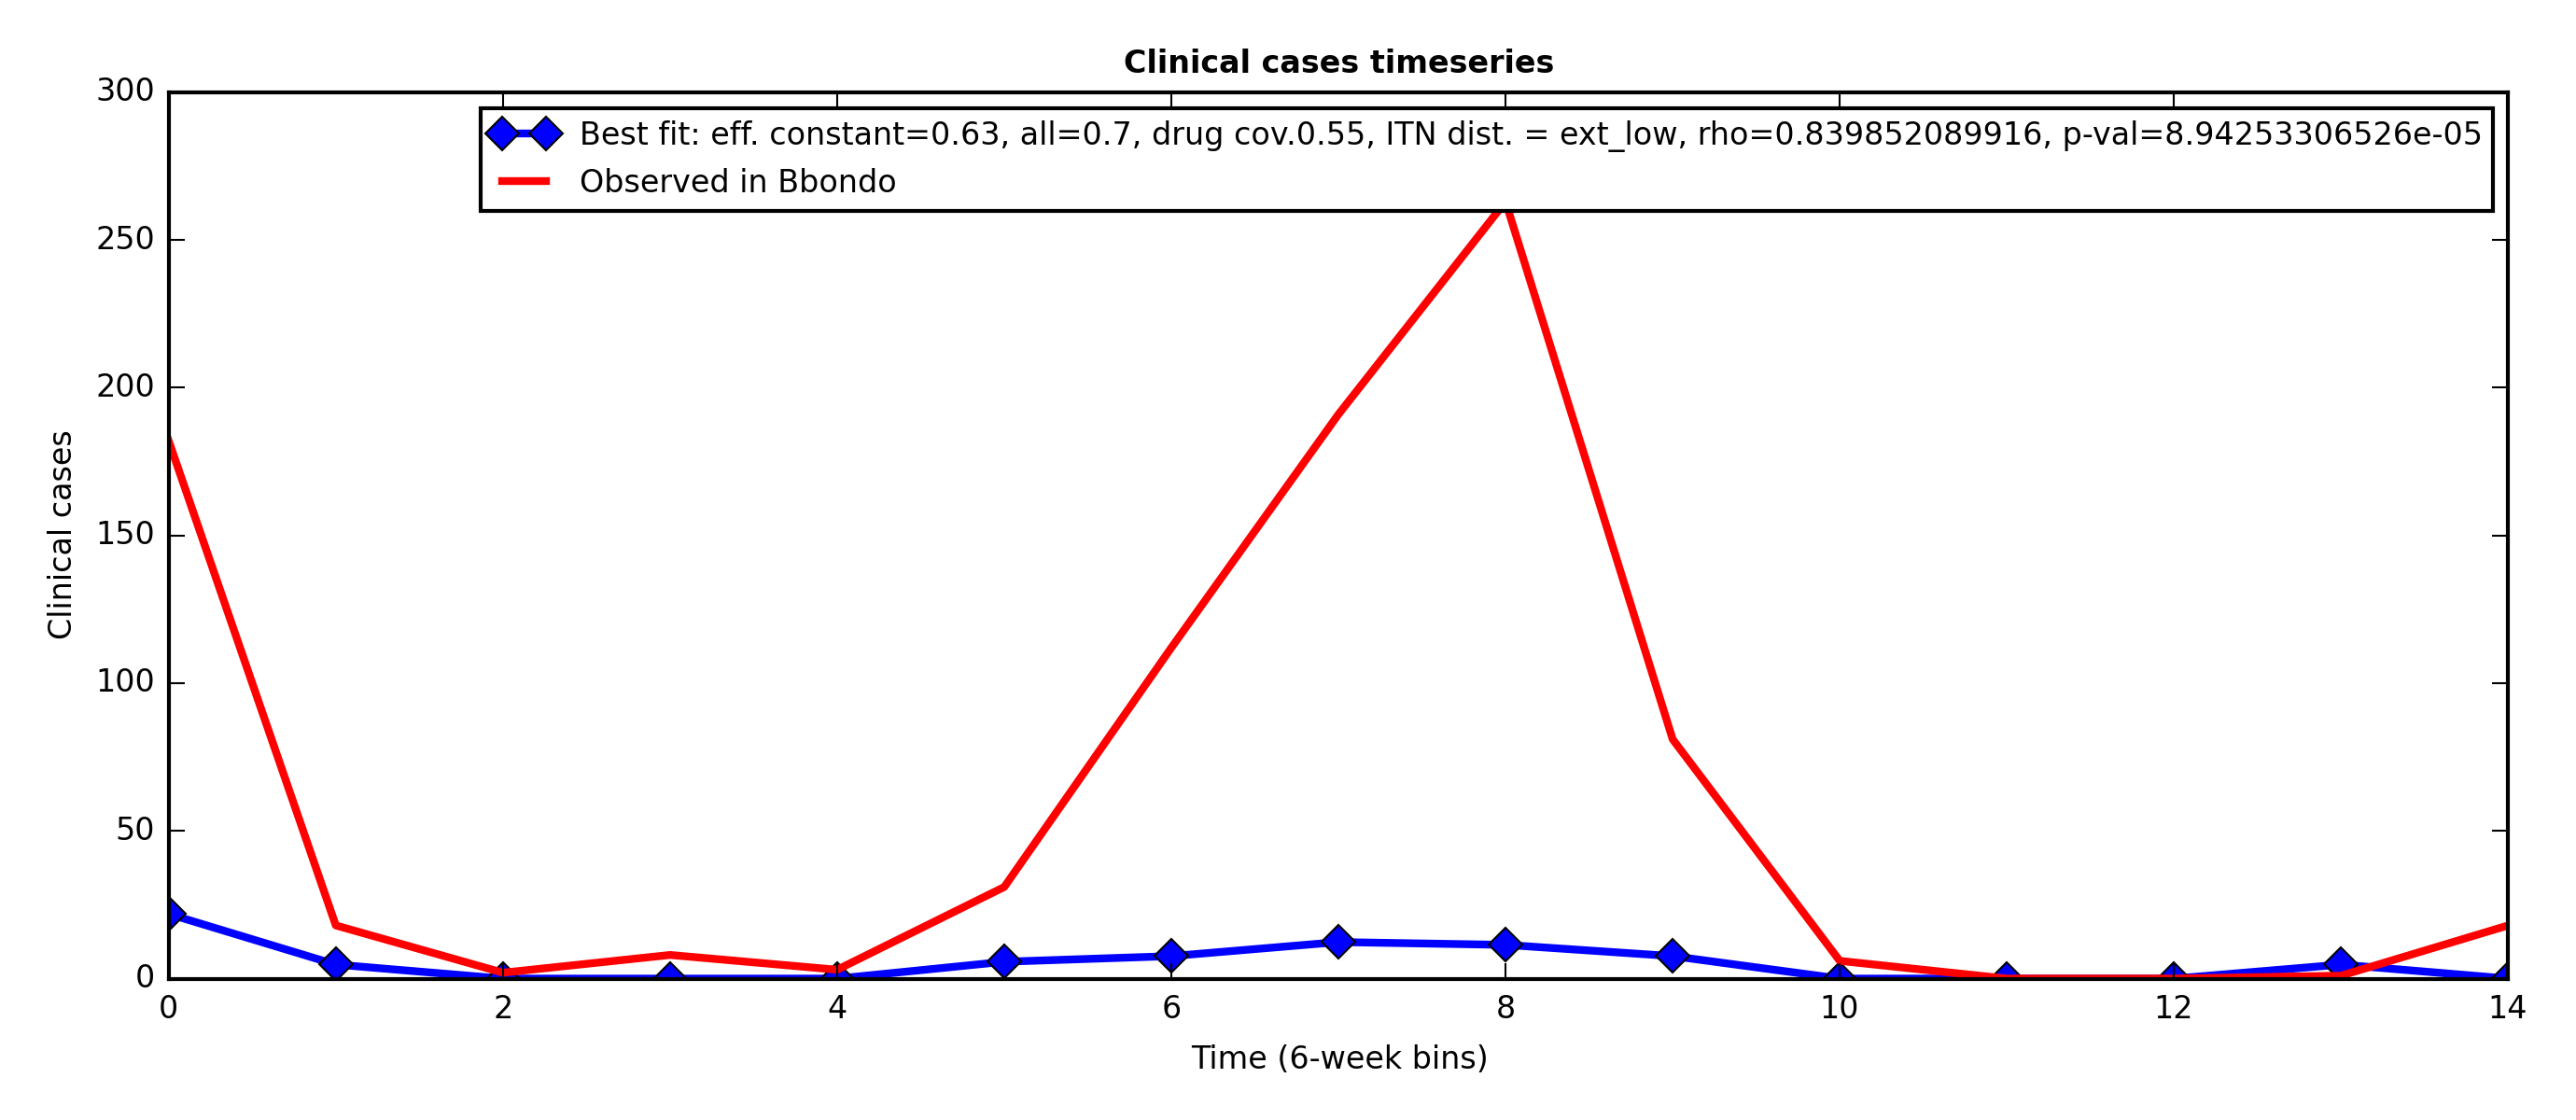 Clinical cases timeseries
Best fit: eff. constant=0.63, all=0.7, drug cov.0.55, ITN dist. = ext_low, rho=0.839852089916, p-val=8.94253306526e-05
Observed in Bbondo
300
250
200
150
100
50
0
Clinical cases
0 2 4 6 8 10 12 14
Time (6-week bins)